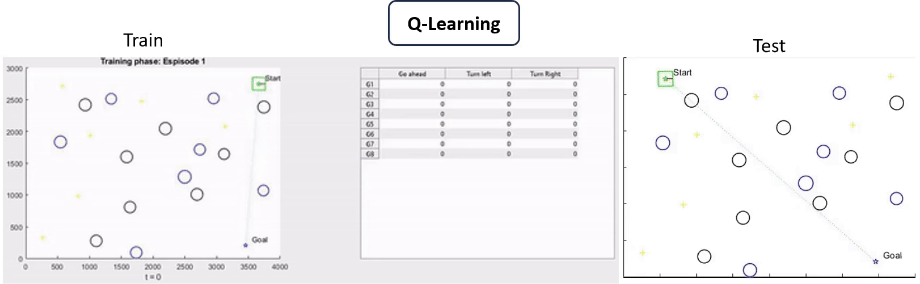 Q-Learning
Train
Test
Training phase: Espisode 1
Start
Goal
3000
2500
2000
1500
1000
500
0
0 500 1000 1500 2000 2500 3000 3500 4000
t = 0
Go ahead Turn left Turn Right
G1 0 0 0
G2 0 0 0
G3 0 0 0
G4 0 0 0
G5 0 0 0
G6 0 0 0
G7 0 0 0
G8 0 0 0
Start
Goal